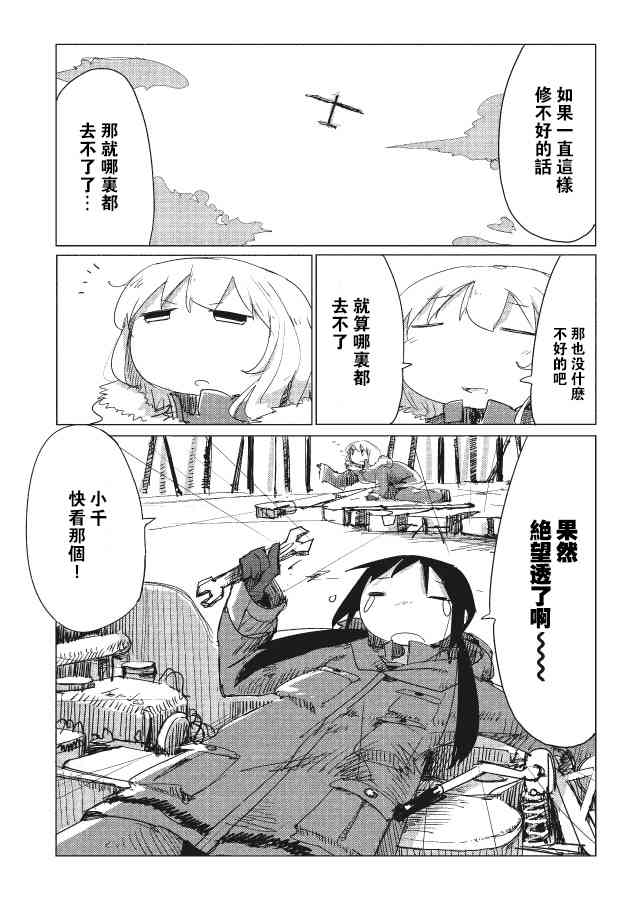 如果一直這樣
修不好的話
那就哪裏都
去不了了…
那也没什麽
不好的吧
就算哪裏都
去不了
果然
絕望透了啊～～～
小千
快看那個！